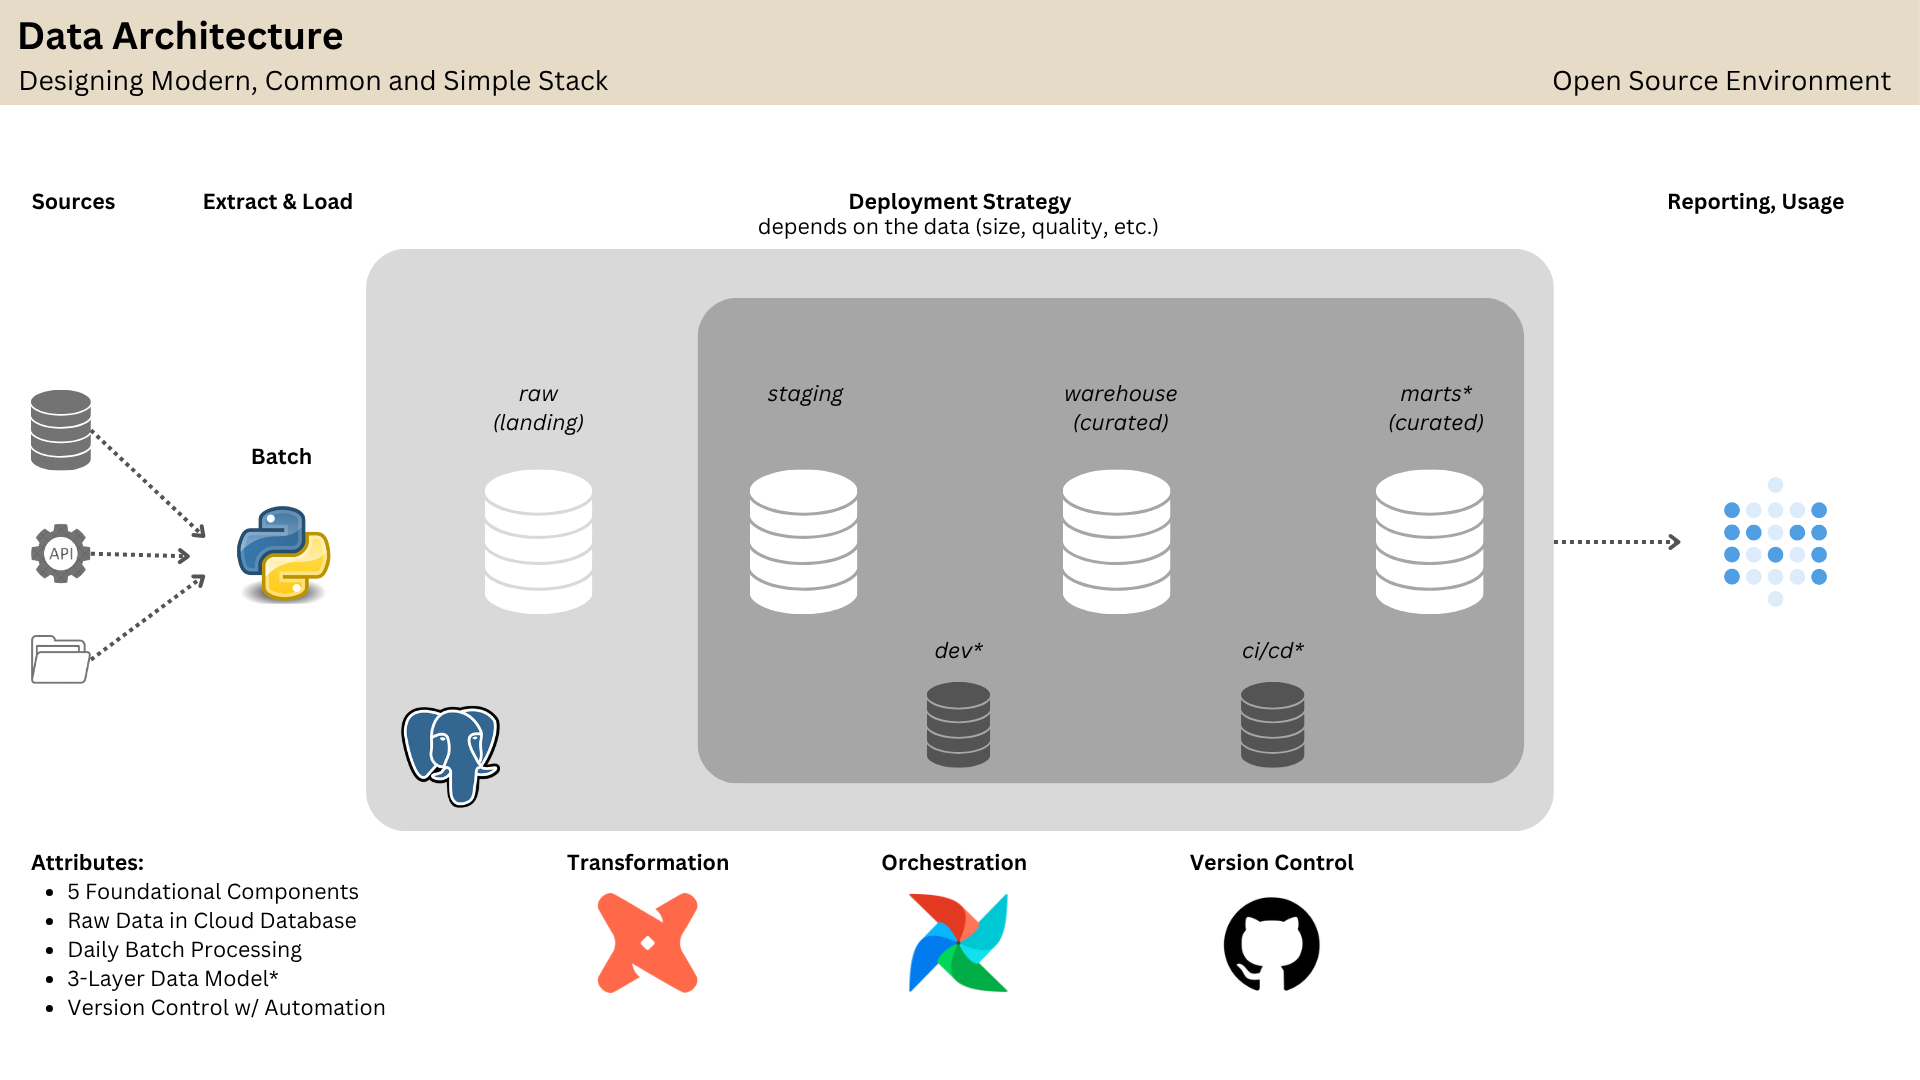 Data Architecture
Designing Modern, Common and Simple Stack
Open Source Environment
Sources
Extract & Load
Deployment Strategy
depends on the data (size, quality, etc.)
Reporting, Usage
raw
(landing)
staging
warehouse
(curated)
marts*
(curated)
Batch
API
dev*
ci/cd*
Attributes:
• 5 Foundational Components
• Raw Data in Cloud Database
• Daily Batch Processing
• 3-Layer Data Model*
• Version Control w/ Automation
Transformation
Orchestration
Version Control